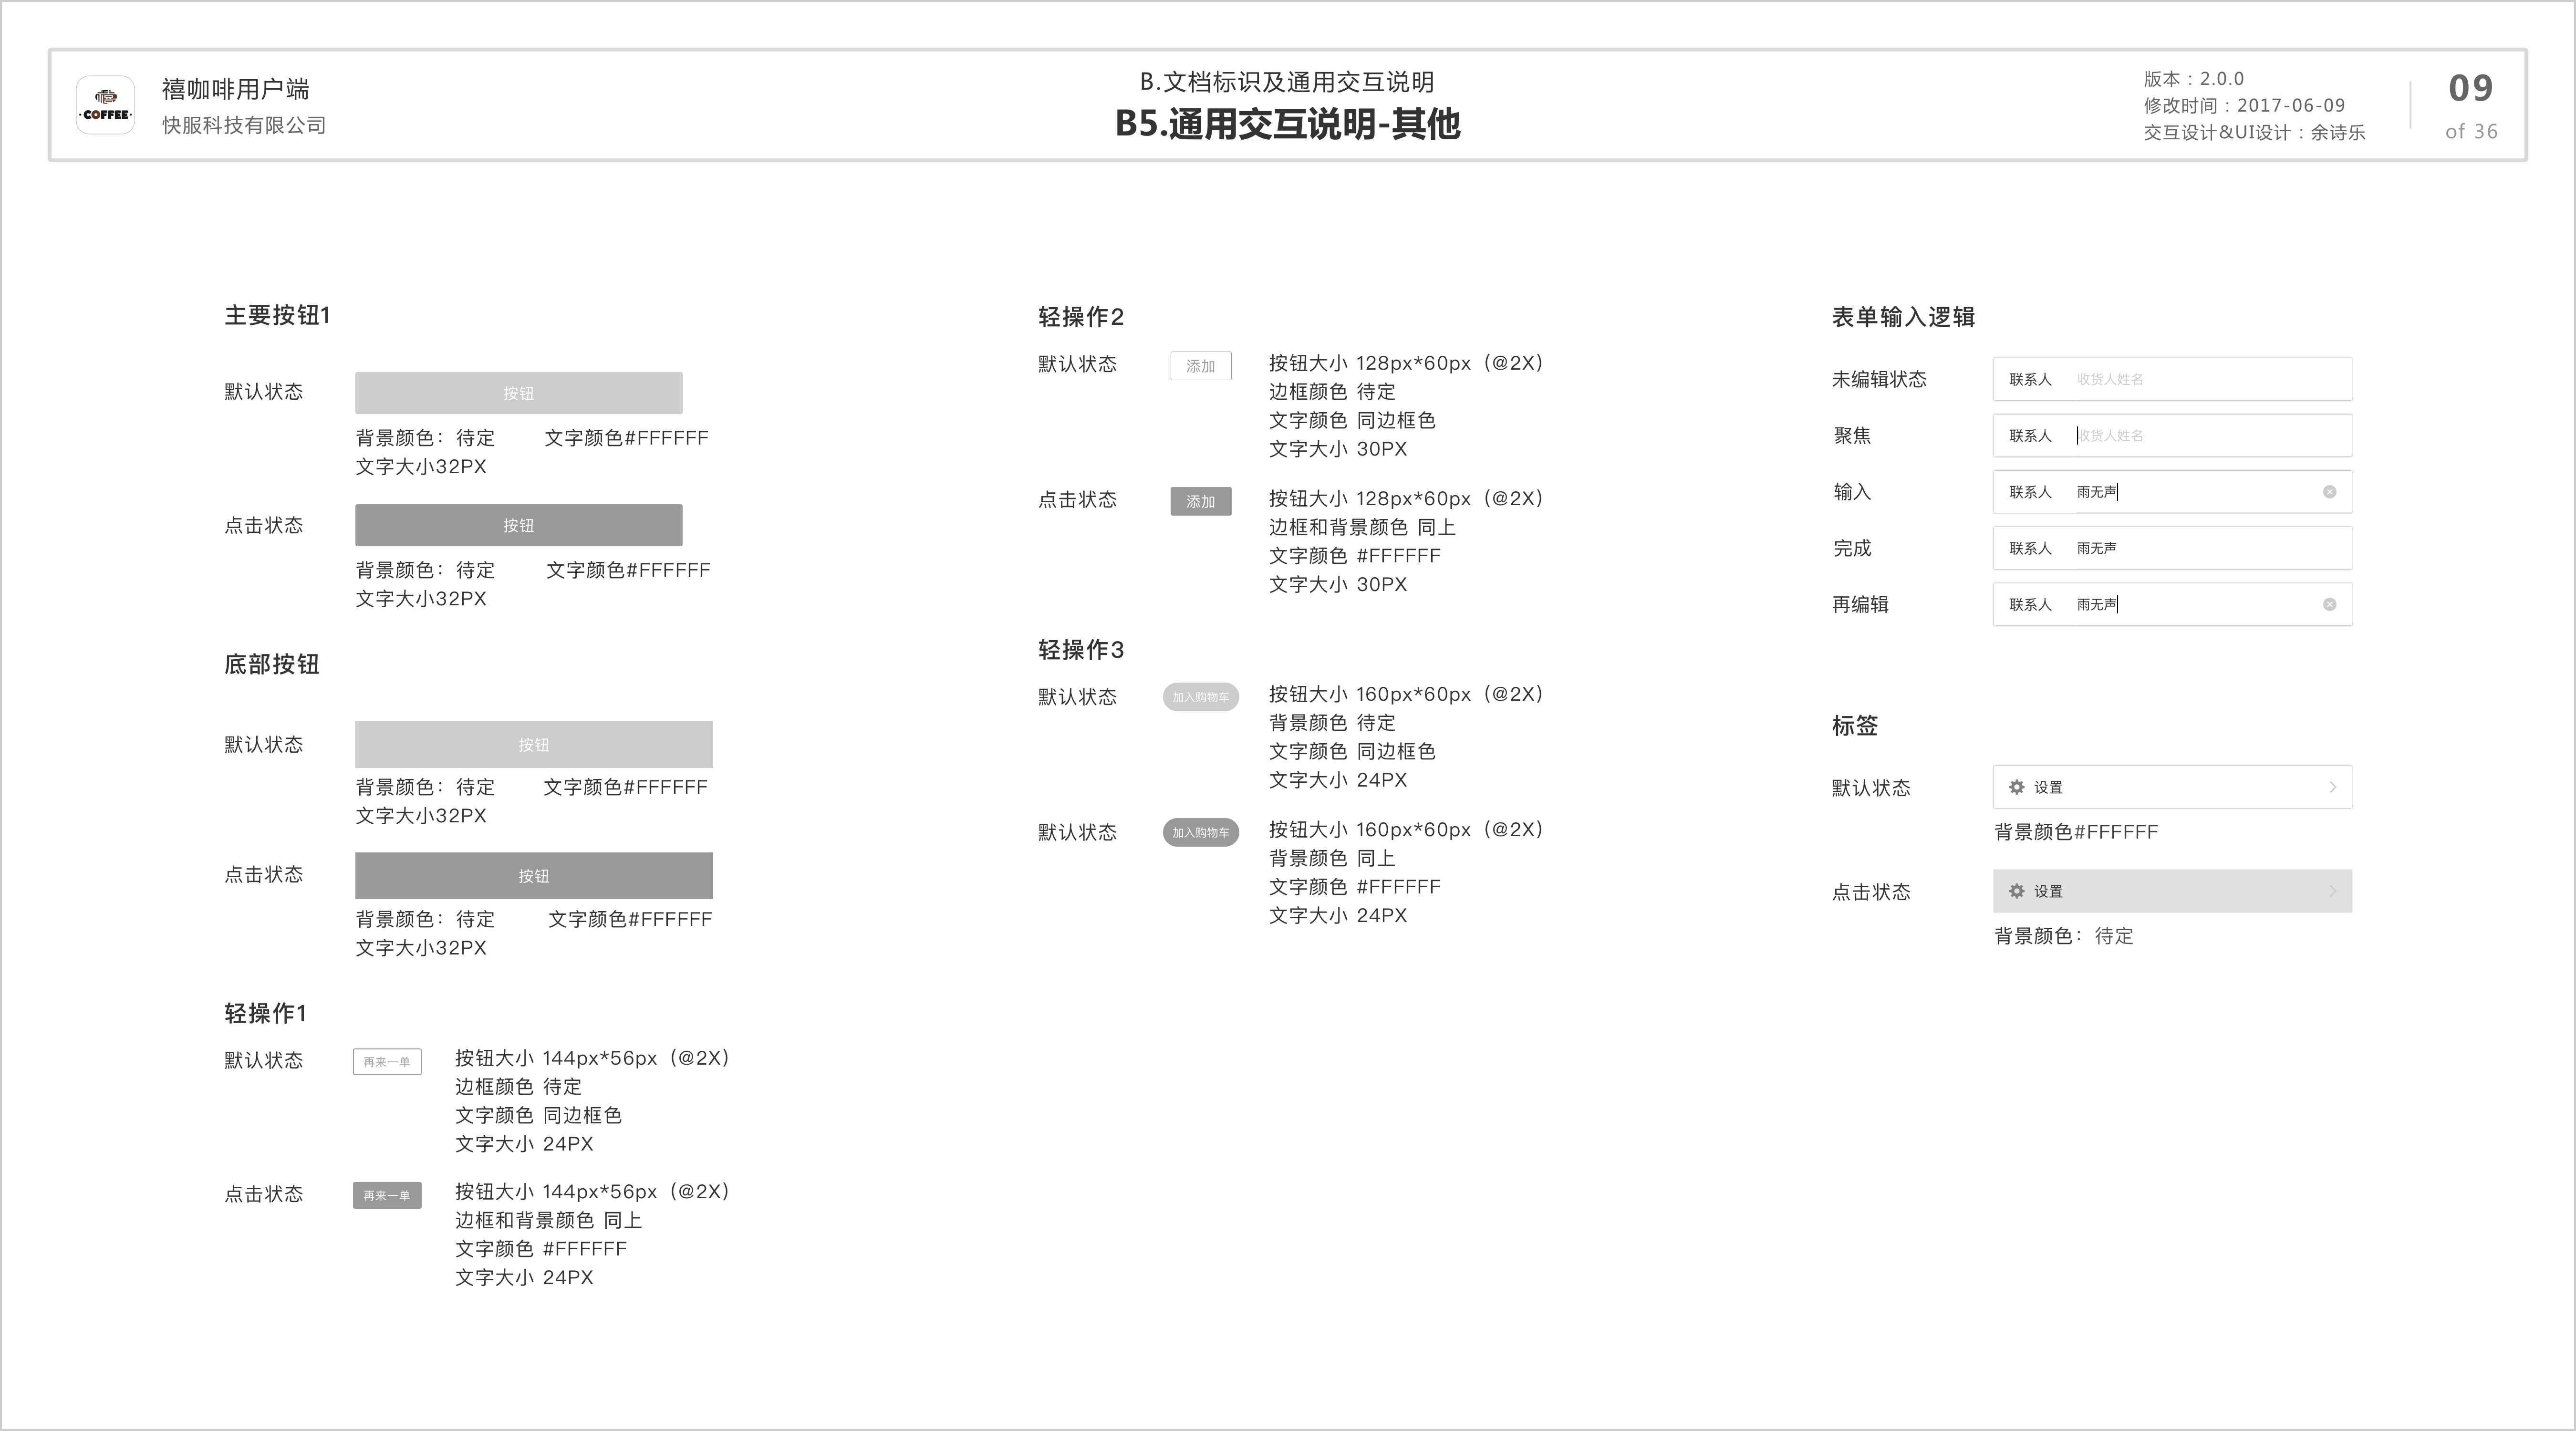 ·COFFEE·
禧咖啡用户端
快服科技有限公司
B.文档标识及通用交互说明
B5.通用交互说明-其他
版本：2.0.0
修改时间：2017-06-09
交互设计&UI设计：余诗乐
09
of 36
主要按钮1
默认状态
按钮
背景颜色：待定 文字颜色#FFFFFF
文字大小32PX
点击状态
按钮
背景颜色：待定 文字颜色#FFFFFF
文字大小32PX
底部按钮
默认状态
按钮
背景颜色：待定 文字颜色#FFFFFF
文字大小32PX
点击状态
按钮
背景颜色：待定 文字颜色#FFFFFF
文字大小32PX
轻操作1
默认状态
再来一单
按钮大小 144px*56px（@2X）
边框颜色 待定
文字颜色 同边框色
文字大小 24PX
点击状态
再来一单
按钮大小 144px*56px（@2X）
边框和背景颜色 同上
文字颜色 #FFFFFF
文字大小 24PX
轻操作2
默认状态
添加
按钮大小 128px*60px（@2X）
边框颜色 待定
文字颜色 同边框色
文字大小 30PX
点击状态
添加
按钮大小 128px*60px（@2X）
边框和背景颜色 同上
文字颜色 #FFFFFF
文字大小 30PX
轻操作3
默认状态
加入购物车
按钮大小 160px*60px（@2X）
背景颜色 待定
文字颜色 同边框色
文字大小 24PX
默认状态
加入购物车
按钮大小 160px*60px（@2X）
背景颜色 同上
文字颜色 #FFFFFF
文字大小 24PX
表单输入逻辑
未编辑状态 联系人 收货人姓名
聚焦 联系人 收货人姓名
输入 联系人 雨无声
完成 联系人 雨无声
再编辑 联系人 雨无声
标签
默认状态 设置
背景颜色#FFFFFF
点击状态 设置
背景颜色：待定